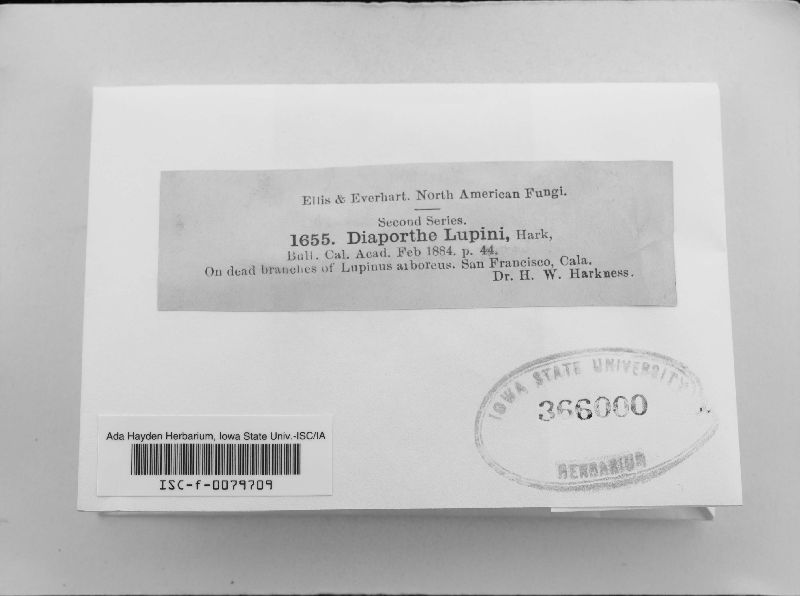 Ellis & Everhart. North American Fungi.
Second Series.
1655. Diaporthe Lupini, Hark,
Bull. Cal. Acad. Feb 1884. p. 44.
On dead branches of Lupinus arboreus. San Francisco, Cala.
Dr. H. W. Harkness.
IOWA STATE UNIVERSITY
366000
HERBARIUM
Ada Hayden Herbarium, Iowa State Univ.-ISC/IA
ISC-f-0079709